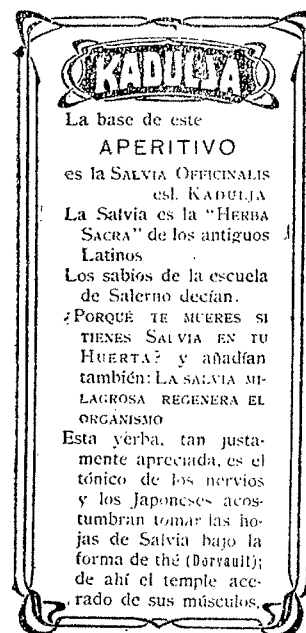 KADULJA
La base de este
APERITIVO
es la SALVIA OFFICINALIS
esl. KADULJA
La Salvia es la "HERBA
SACRA" de los antiguos
Latinos
Los sabios de la escuela
de Salerno decían.
¿PORQUÉ TE MUERES SI
TIENES SALVIA EN TU
HUERTA? y añadían
también: LA SALVIA MI-
LAGROSA REGENERA EL
ORGANISMO
Esta yerba, tan justa-
mente apreciada, es el
tónico de los nervios
y los Japoneses acos-
tumbran tomar las ho-
jas de Salvia bajo la
forma de thé (Dorvault);
de ahí el temple ace-
rado de sus músculos.